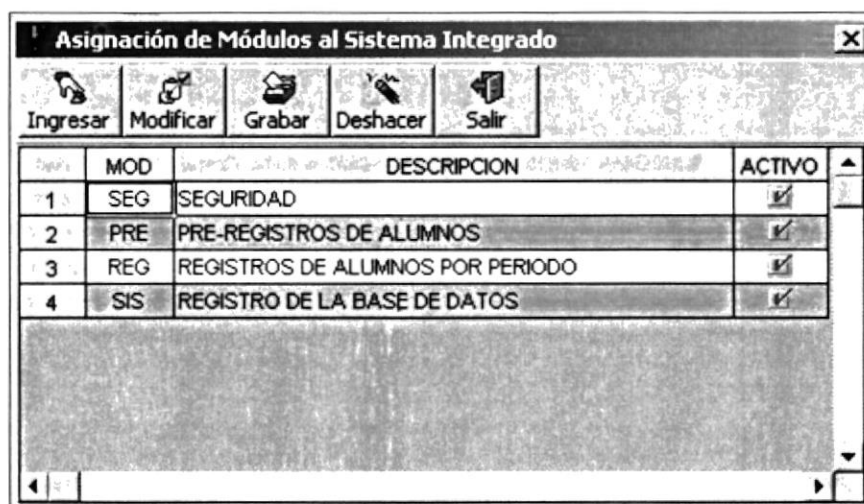 Asignación de Módulos al Sistema Integrado
Ingresar Modificar Grabar Deshacer Salir
MOD DESCRIPCION ACTIVO
1 SEG SEGURIDAD
2 PRE PRE-REGISTROS DE ALUMNOS
3 REG REGISTROS DE ALUMNOS POR PERIODO
4 SIS REGISTRO DE LA BASE DE DATOS